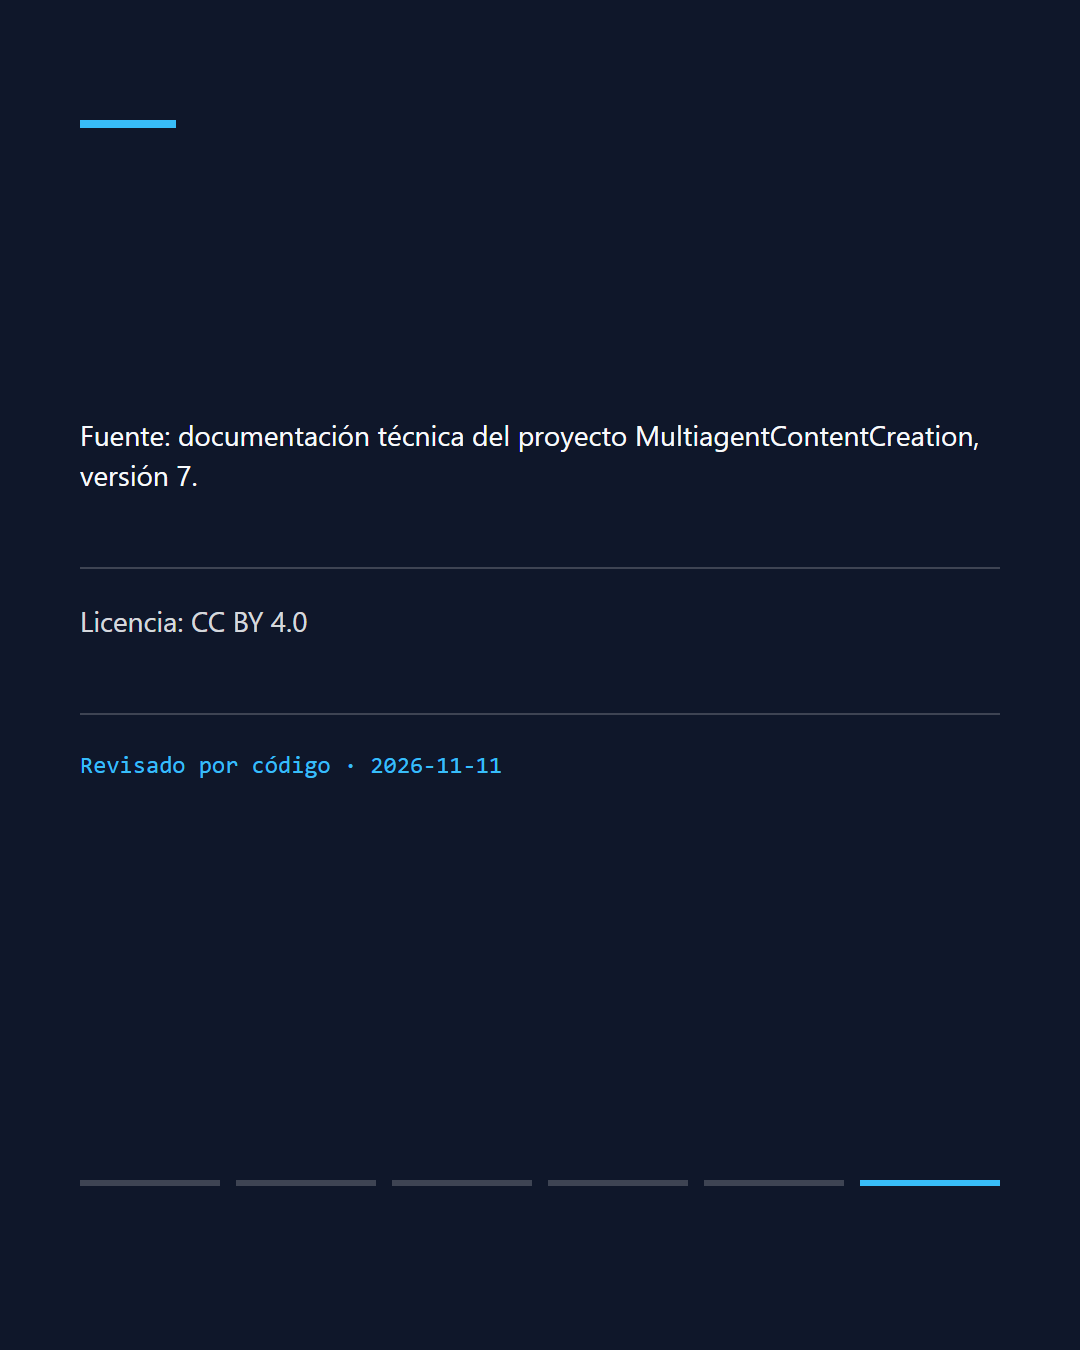 Fuente: documentación técnica del proyecto MultiagentContentCreation,
versión 7.
Licencia: CC BY 4.0
Revisado por código · 2026-11-11